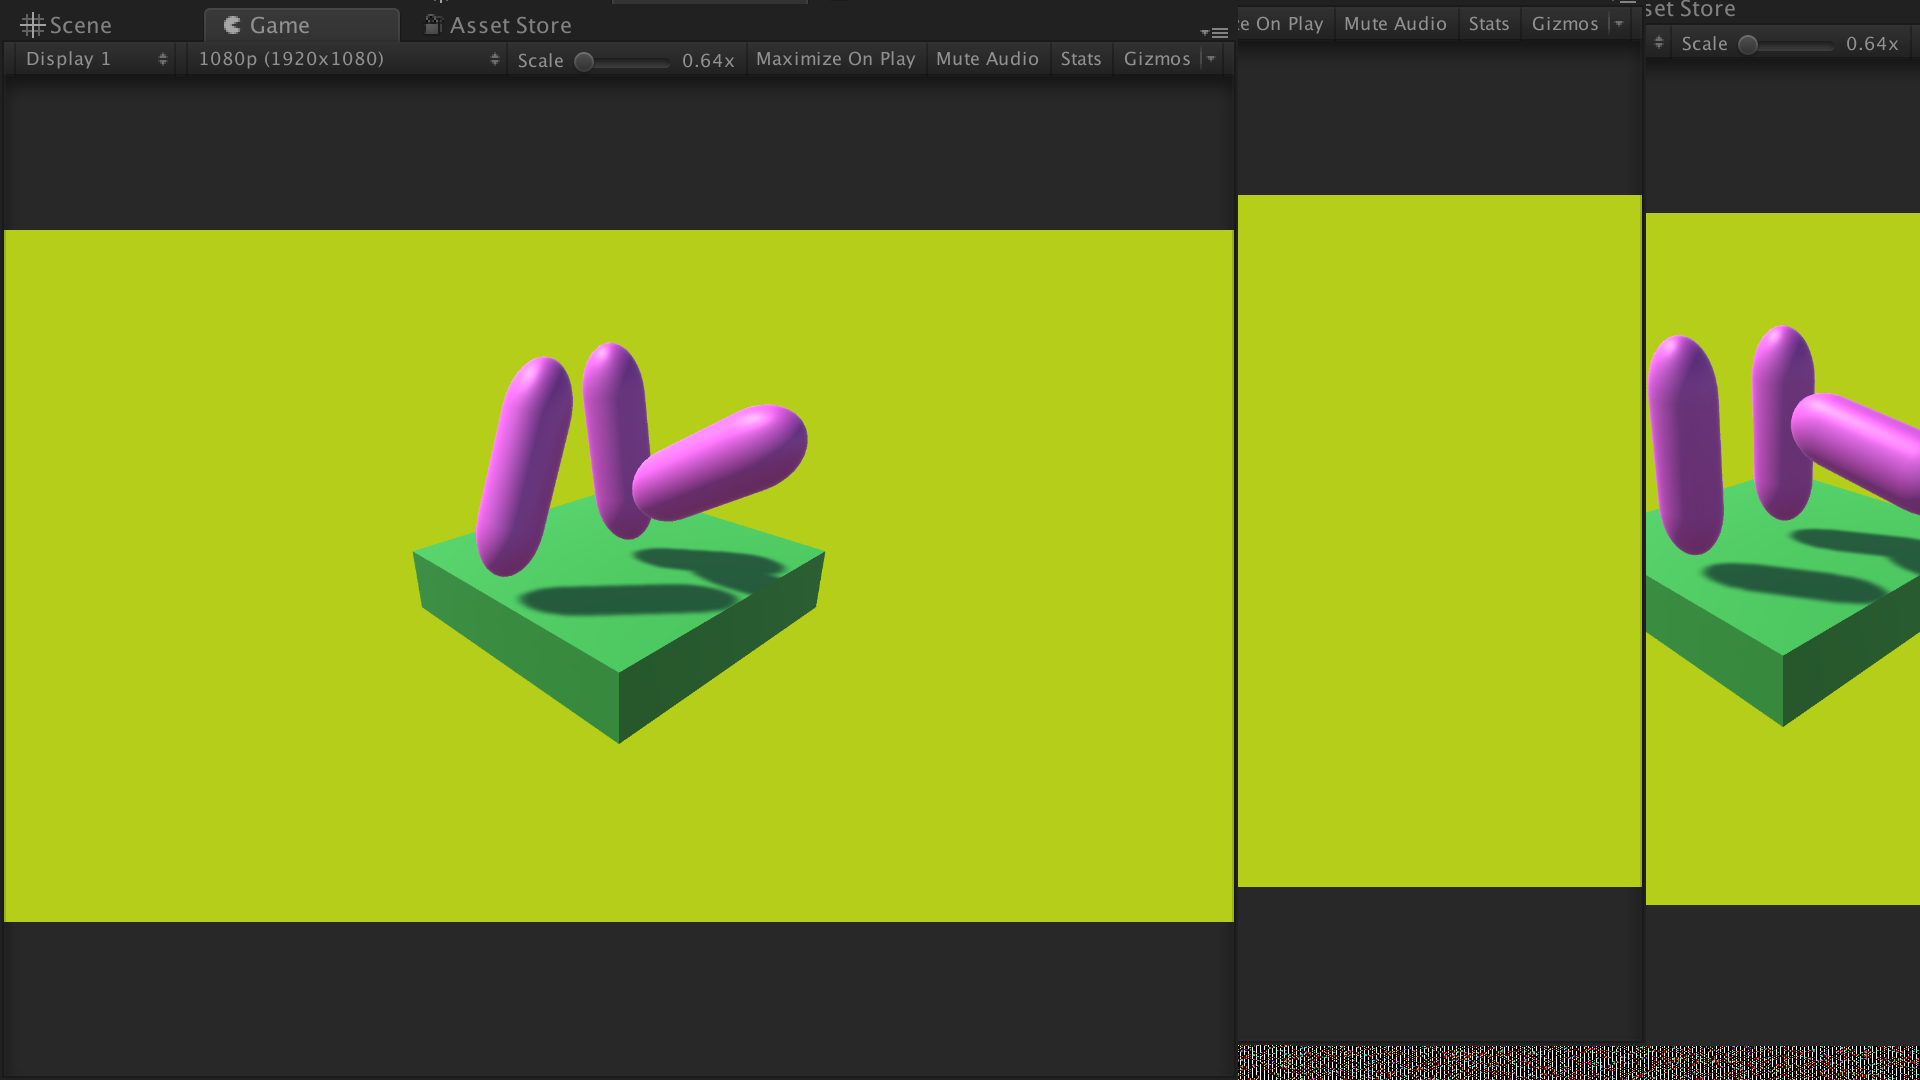 Scene Game Asset Store
Display 1 1080p (1920x1080) Scale 0.64x Maximize On Play Mute Audio Stats Gizmos
On Play Mute Audio Stats Gizmos
set Store
Scale 0.64x